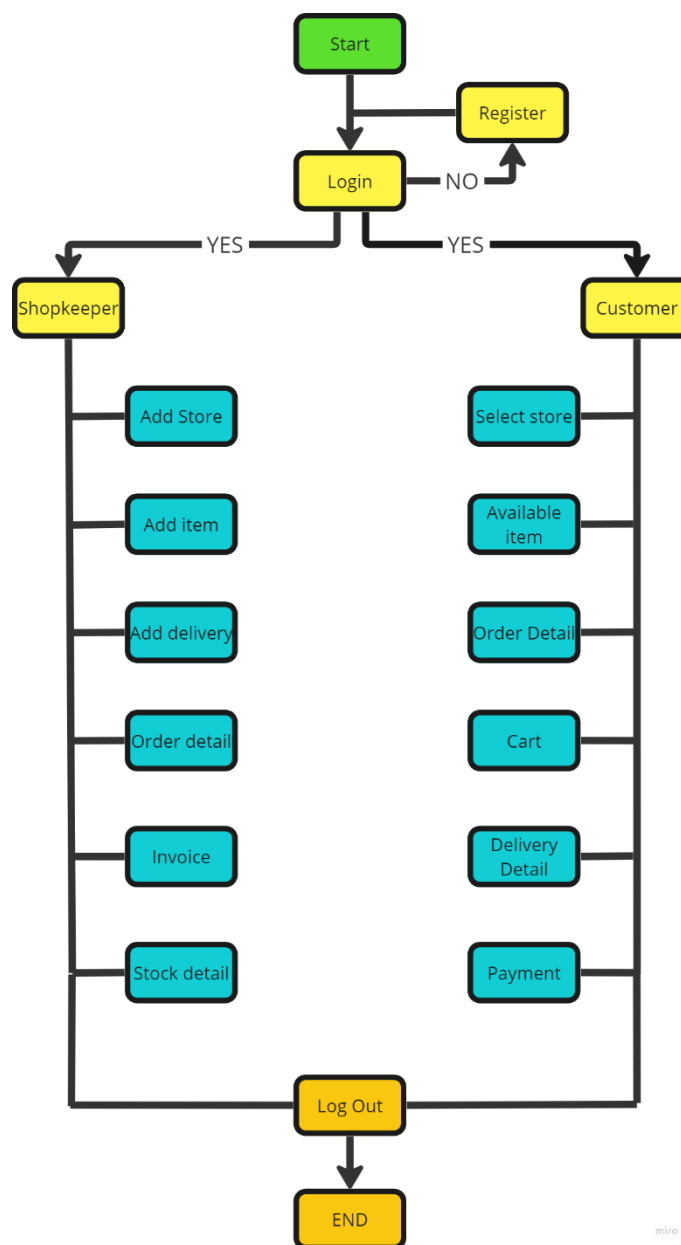 Start
Register
Login
NO
YES
YES
Shopkeeper
Customer
Add Store
Select store
Add item
Available
item
Add delivery
Order Detail
Order detail
Cart
Invoice
Delivery
Detail
Stock detail
Payment
Log Out
END
miro